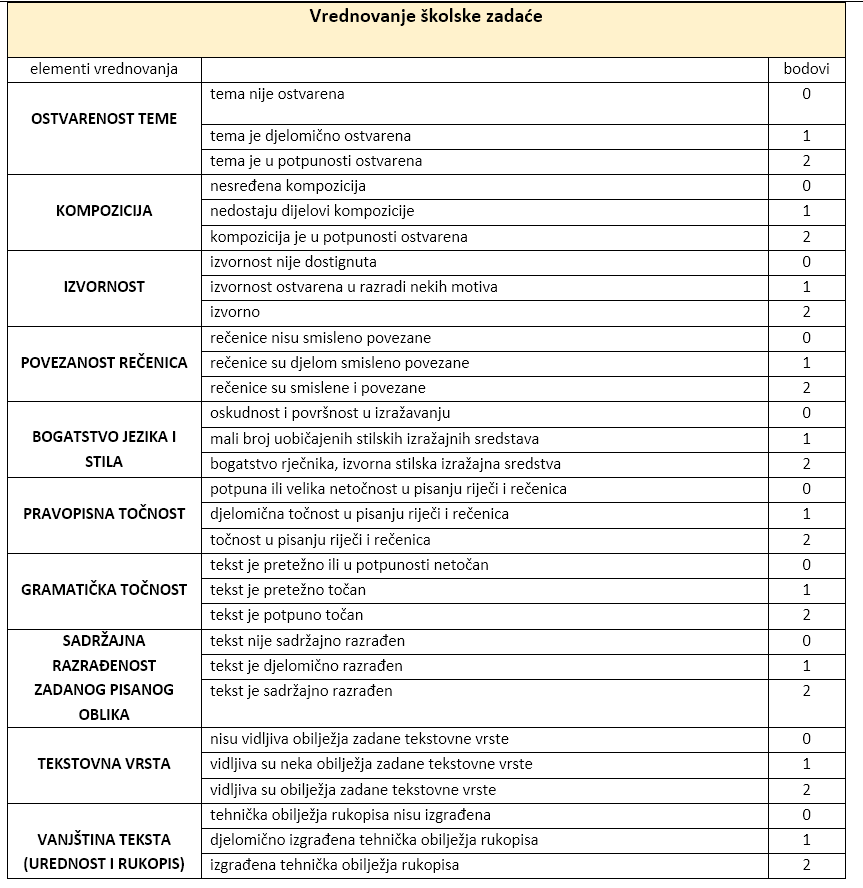 Vrednovanje školske zadaće
elementi vrednovanja bodovi
OSTVARENOST TEME
tema nije ostvarena 0
tema je djelomično ostvarena 1
tema je u potpunosti ostvarena 2
KOMPOZICIJA
nesređena kompozicija 0
nedostaju dijelovi kompozicije 1
kompozicija je u potpunosti ostvarena 2
IZVORNOST
izvornost nije dostignuta 0
izvornost ostvarena u razradi nekih motiva 1
izvorno 2
POVEZANOST REČENICA
rečenice nisu smisleno povezane 0
rečenice su djelom smisleno povezane 1
rečenice su smislene i povezane 2
BOGATSTVO JEZIKA I
STILA
oskudnost i površnost u izražavanju 0
mali broj uobičajenih stilskih izražajnih sredstava 1
bogatstvo rječnika, izvorna stilska izražajna sredstva 2
PRAVOPISNA TOČNOST
potpuna ili velika netočnost u pisanju riječi i rečenica 0
djelomična točnost u pisanju riječi i rečenica 1
točnost u pisanju riječi i rečenica 2
GRAMATIČKA TOČNOST
tekst je pretežno ili u potpunosti netočan 0
tekst je pretežno točan 1
tekst je potpuno točan 2
SADRŽAJNA
RAZRAĐENOST
ZADANOG PISANOG
OBLIKA
tekst nije sadržajno razrađen 0
tekst je djelomično razrađen 1
tekst je sadržajno razrađen 2
TEKSTOVNA VRSTA
nisu vidljiva obilježja zadane tekstovne vrste 0
vidljiva su neka obilježja zadane tekstovne vrste 1
vidljiva su obilježja zadane tekstovne vrste 2
VANJŠTINA TEKSTA
(UREDNOST I RUKOPIS)
tehnička obilježja rukopisa nisu izgrađena 0
djelomično izgrađena tehnička obilježja rukopisa 1
izgrađena tehnička obilježja rukopisa 2